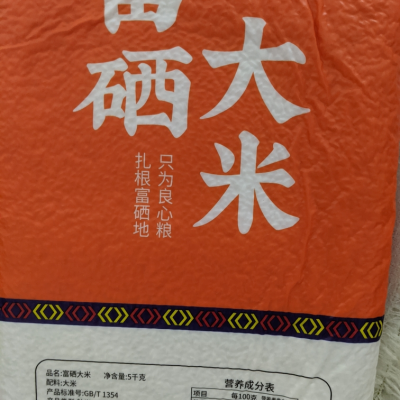 富硒
大米
只为良心粮
扎根富硒地
品名:富硒大米 净含量:5千克
配料:大米
产品标准号:GB/T 1354
营养成分表
项目 每100克